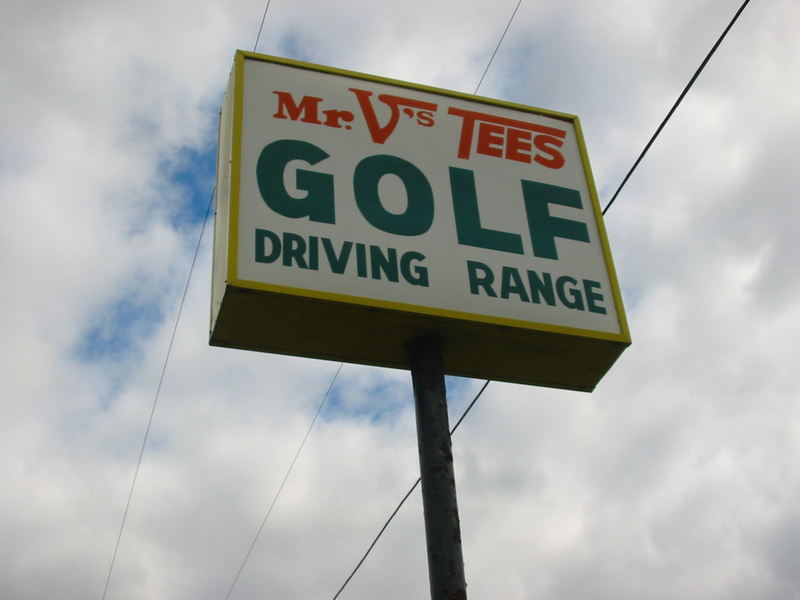 Mr. V's TEES
GOLF
DRIVING RANGE